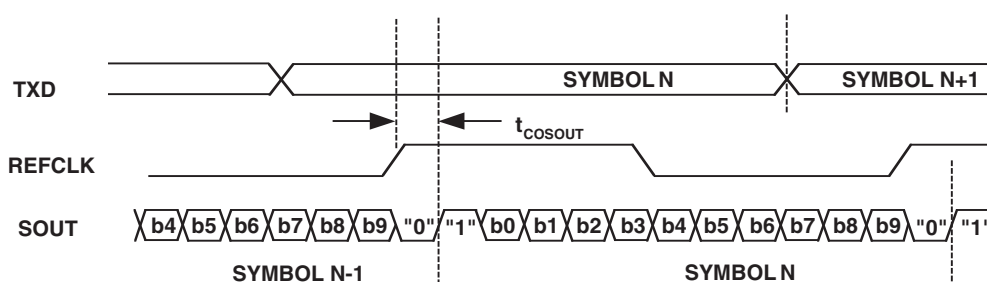 TXD SYMBOL N SYMBOL N+1
tCOSOUT
REFCLK
SOUT b4 b5 b6 b7 b8 b9 "0" "1" b0 b1 b2 b3 b4 b5 b6 b7 b8 b9 "0" "1"
SYMBOL N-1 SYMBOL N